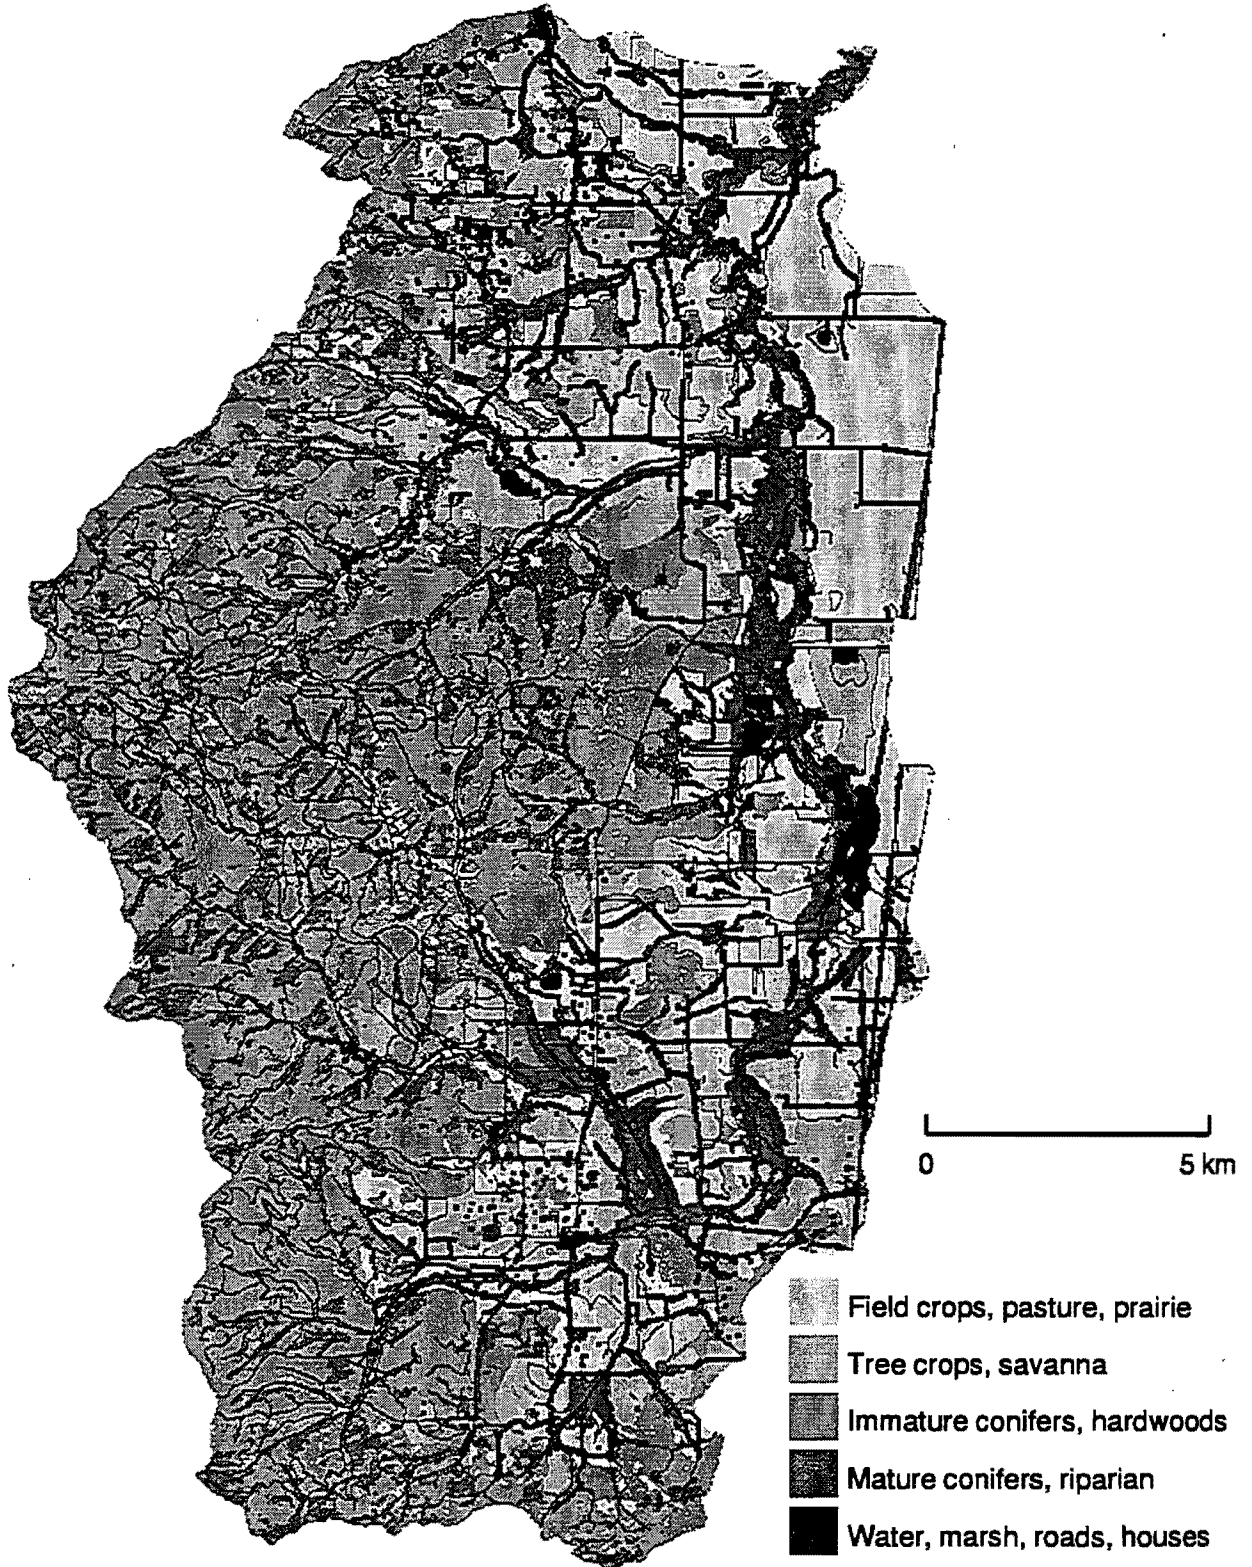 0 5 km
Field crops, pasture, prairie
Tree crops, savanna
Immature conifers, hardwoods
Mature conifers, riparian
Water, marsh, roads, houses